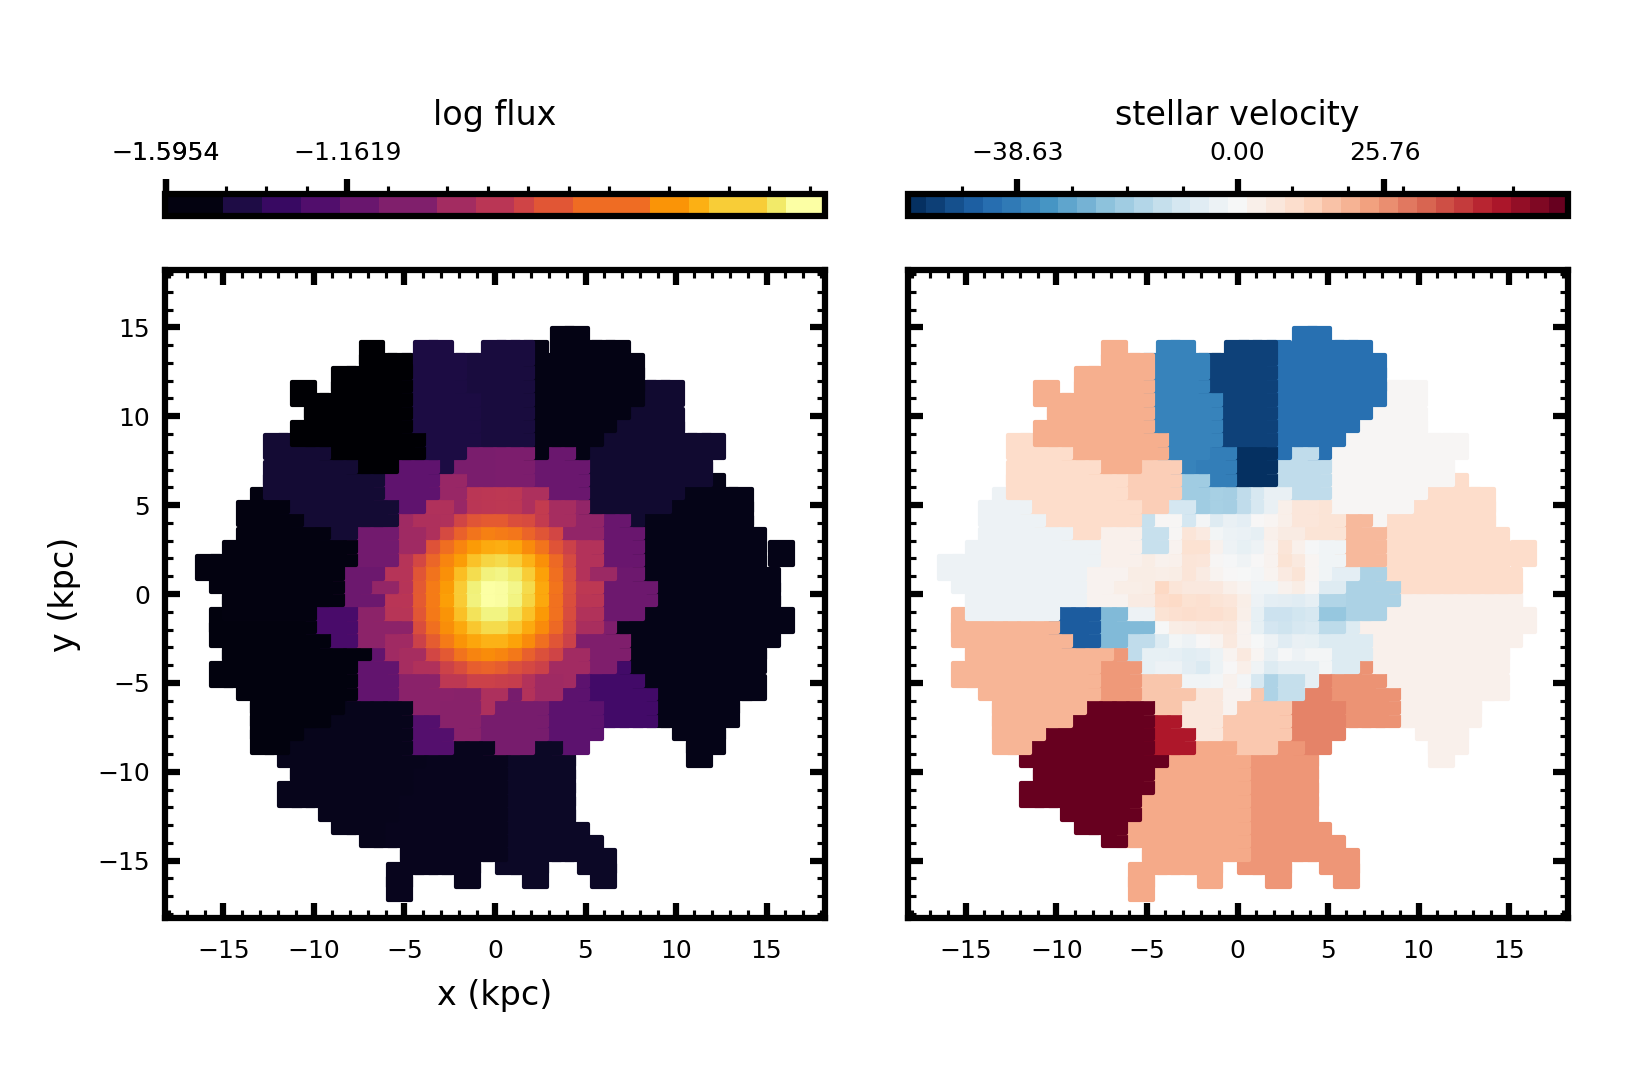 log flux
stellar velocity
−1.5954 −1.1619
−38.63 0.00 25.76
15
10
5
0
−5
−10
−15
y (kpc)
−15 −10 −5 0 5 10 15
−15 −10 −5 0 5 10 15
x (kpc)